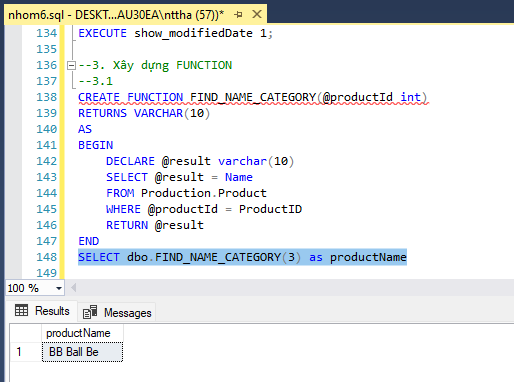 nhom6.sql - DESKT...AU30EA\nttha (57))*
134 EXECUTE show_modifiedDate 1;
135
136 --3. Xây dựng FUNCTION
137 --3.1
138 CREATE FUNCTION FIND_NAME_CATEGORY(@productId int)
139 RETURNS VARCHAR(10)
140 AS
141 BEGIN
142 DECLARE @result varchar(10)
143 SELECT @result = Name
144 FROM Production.Product
145 WHERE @productId = ProductID
146 RETURN @result
147 END
148 SELECT dbo.FIND_NAME_CATEGORY(3) as productName
149
100 %
Results Messages
productName
1 BB Ball Be